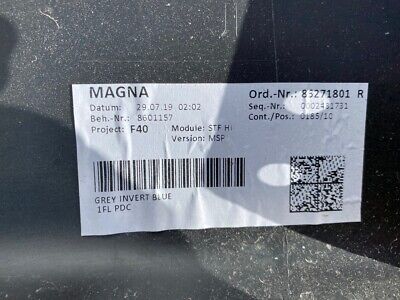 MAGNA Ord.-Nr.: 83271801 R
Datum: 29.07.19 02:02 Seq.-Nr.: 0002431731
Beh.-Nr.: 8601157 Cont./Pos.: 0185/10
Project: F40 Module: STF HI
Version: MSP
GREY INVERT BLUE
1FL PDC